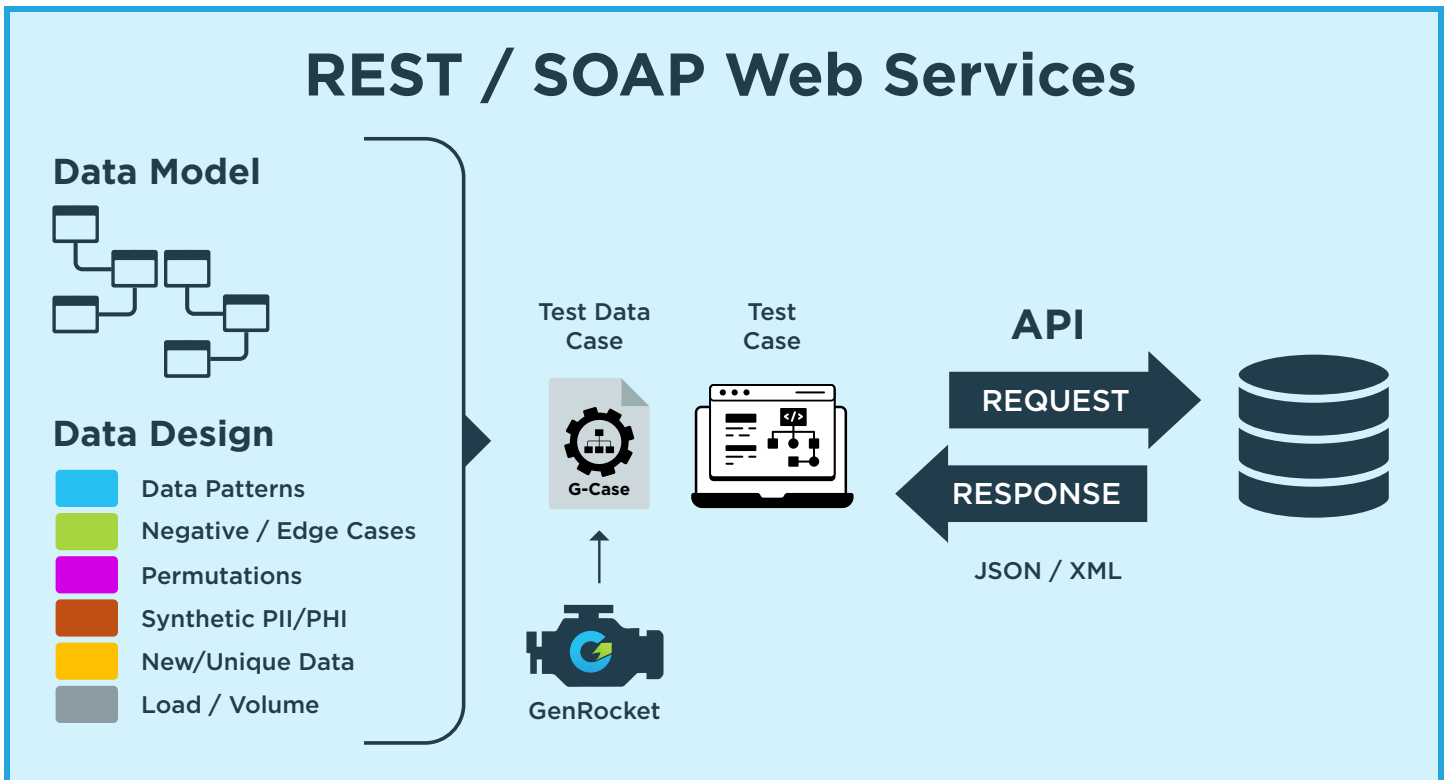 REST / SOAP Web Services
Data Model
Data Design
Data Patterns
Negative / Edge Cases
Permutations
Synthetic PII/PHI
New/Unique Data
Load / Volume
Test Data
Case
G-Case
GenRocket
Test
Case
</>
API
REQUEST
RESPONSE
JSON / XML